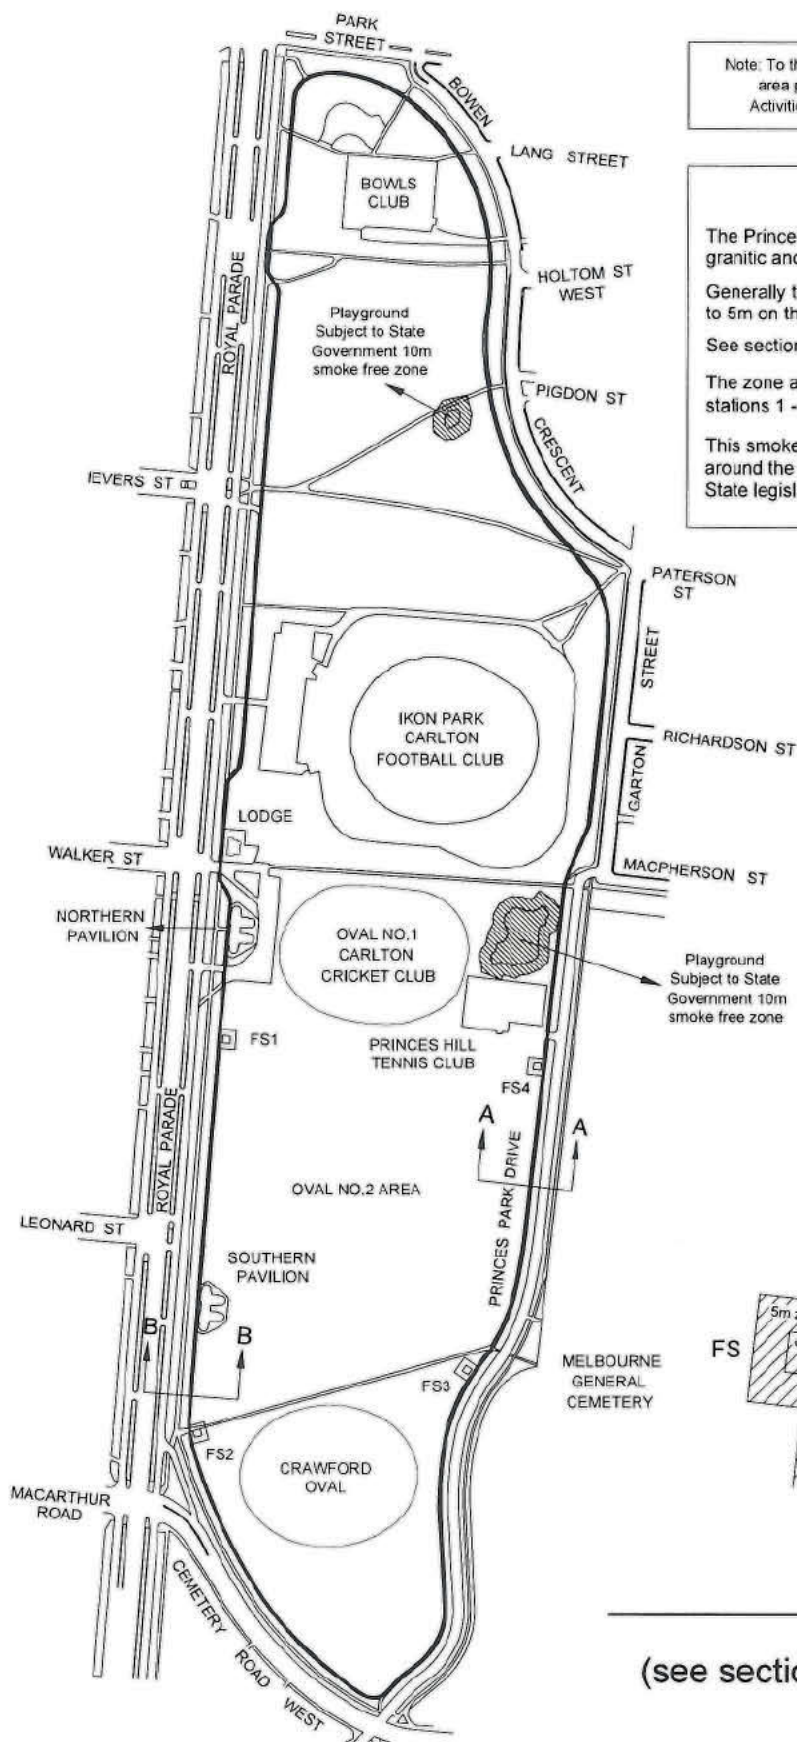 PARK
STREET
BOWEN
LANG STREET
BOWLS
CLUB
HOLTOM ST
WEST
ROYAL PARADE
Playground
Subject to State
Government 10m
smoke free zone
PIGDON ST
CRESCENT
IEVERS ST
PATERSON
ST
STREET
IKON PARK
CARLTON
FOOTBALL CLUB
RICHARDSON ST
GARTON
LODGE
WALKER ST
MACPHERSON ST
NORTHERN
PAVILION
OVAL NO.1
CARLTON
CRICKET CLUB
Playground
Subject to State
Government 10m
smoke free zone
FS1
PRINCES HILL
TENNIS CLUB
FS4
A
A
ROYAL PARADE
PRINCES PARK DRIVE
OVAL NO.2 AREA
LEONARD ST
SOUTHERN
PAVILION
B
B
FS3
MELBOURNE
GENERAL
CEMETERY
FS2
CRAWFORD
OVAL
MACARTHUR
ROAD
CEMETERY ROAD WEST
Note: To th
area p
Activitie
The Prince
granitic and
Generally t
to 5m on th
See section
The zone a
stations 1 -
This smoke
around the
State legisl
5m z
FS
(see sectio